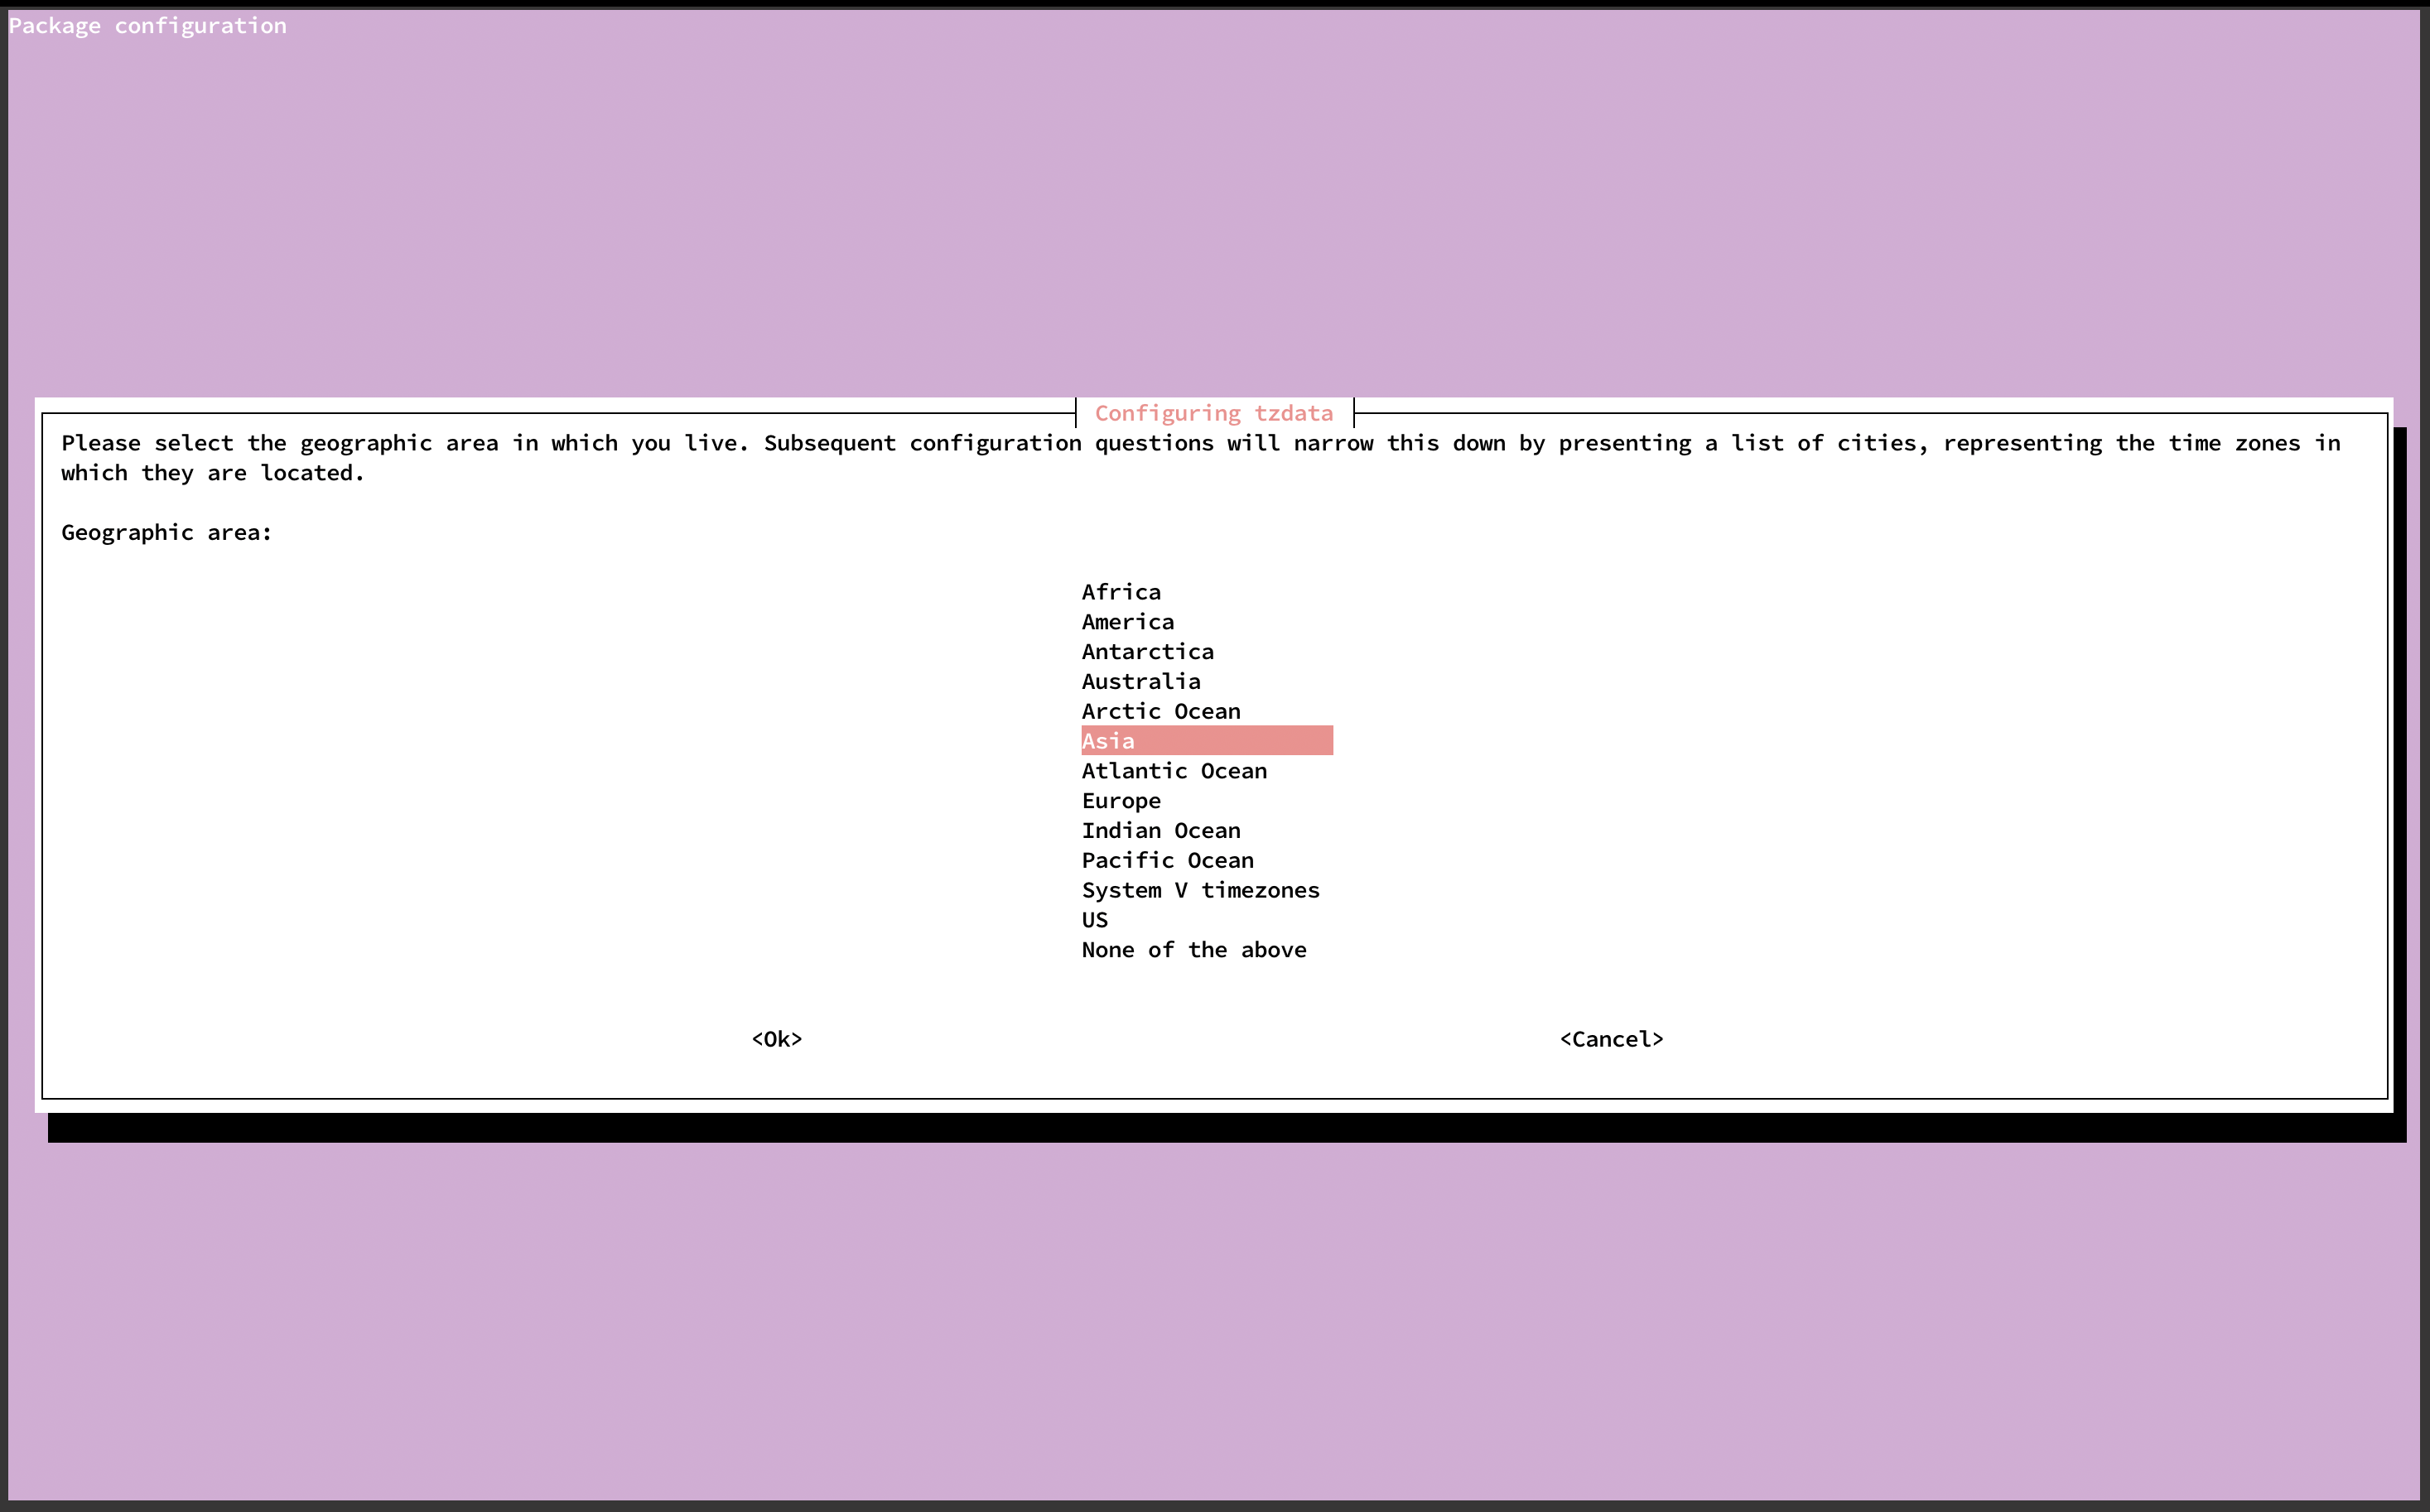 Package configuration
Configuring tzdata
Please select the geographic area in which you live. Subsequent configuration questions will narrow this down by presenting a list of cities, representing the time zones in
which they are located.
Geographic area:
Africa
America
Antarctica
Australia
Arctic Ocean
Asia
Atlantic Ocean
Europe
Indian Ocean
Pacific Ocean
System V timezones
US
None of the above
<Ok> <Cancel>